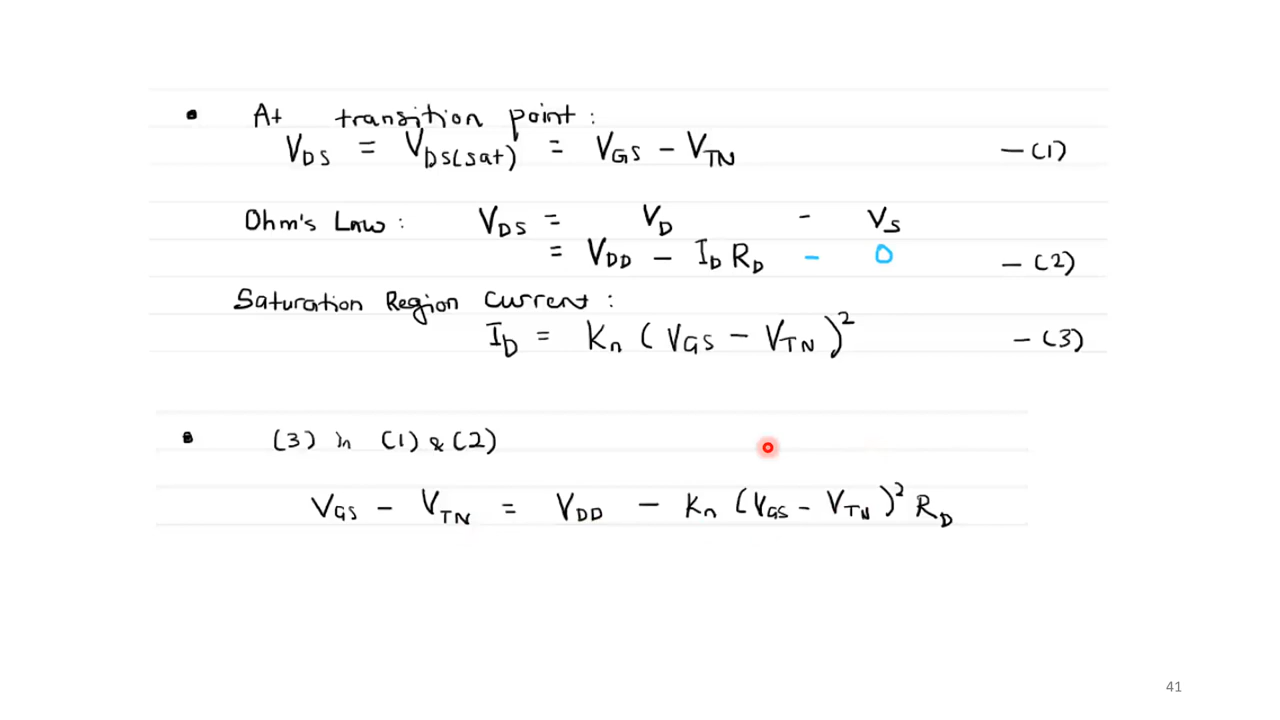 • At transition point :
V_DS = V_DS(sat) = V_GS - V_TN -(1)
Ohm's Law : V_DS = V_D - V_S
= V_DD - I_D R_D - 0 -(2)
Saturation Region Current :
I_D = K_n (V_GS - V_TN)² -(3)
• (3) in (1) & (2)
V_GS - V_TN = V_DD - K_n (V_GS - V_TN)² R_D
41